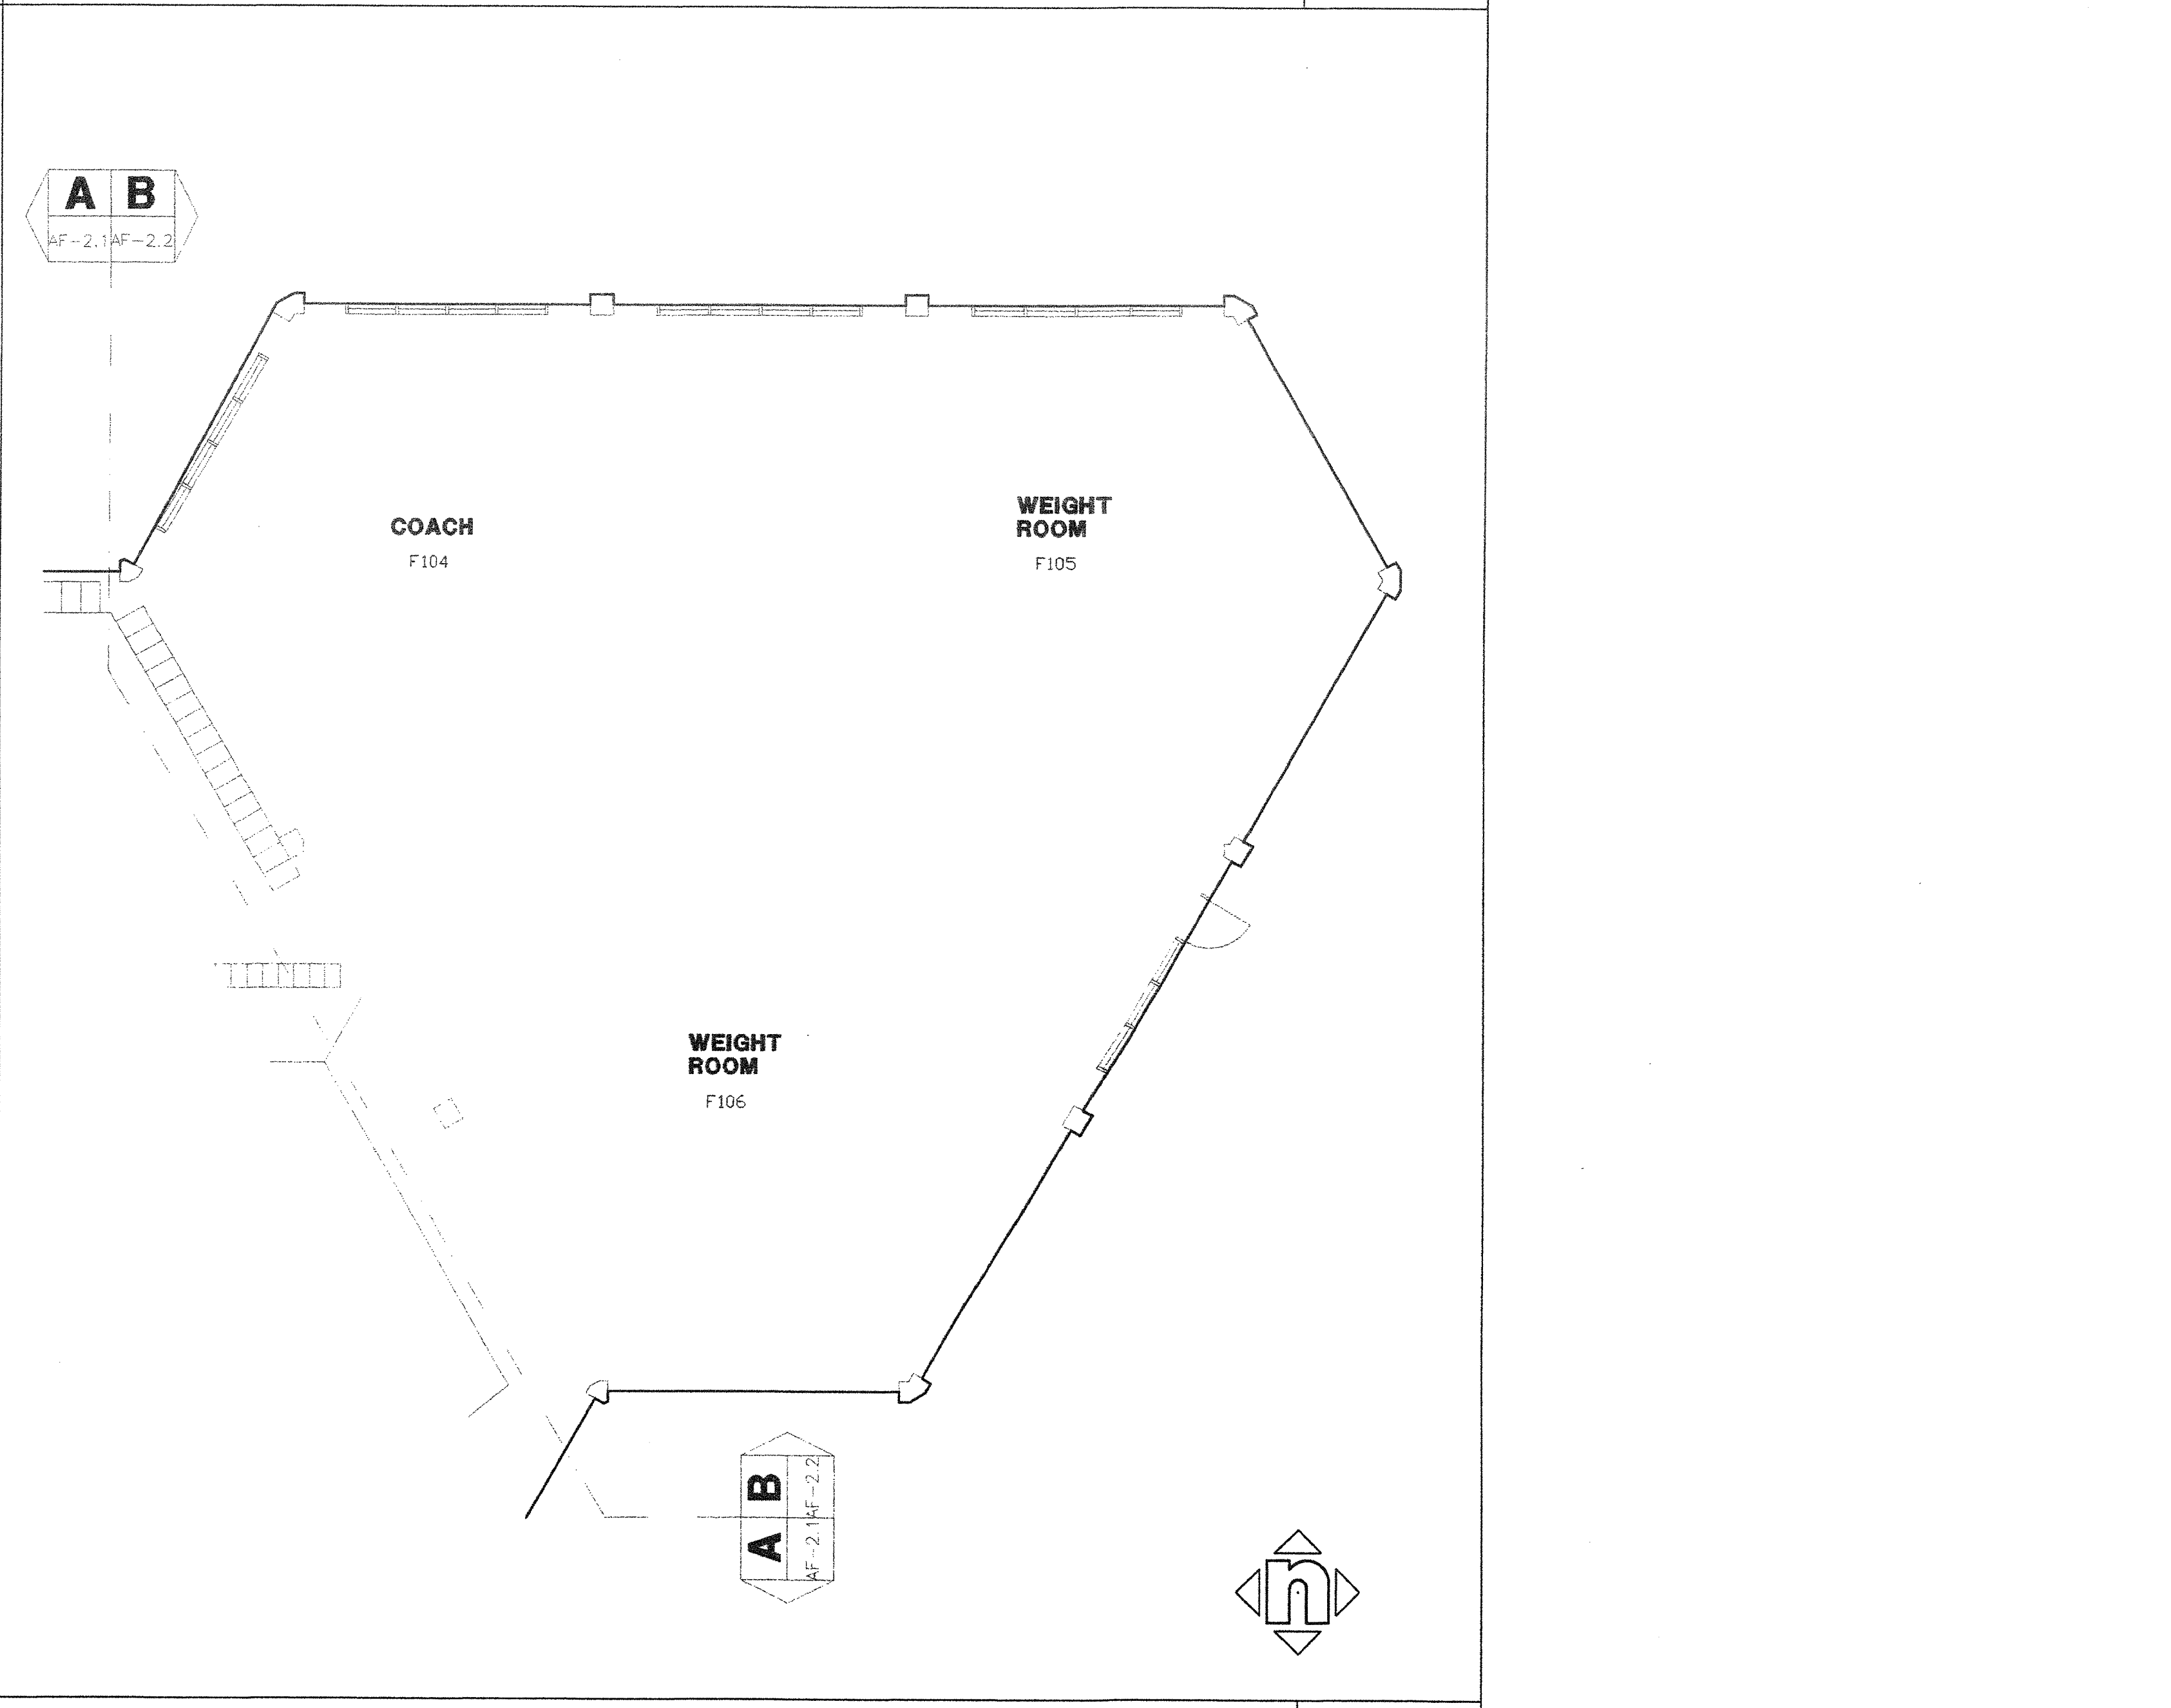 A B
AF-2.1 AF-2.2
COACH
F104
WEIGHT
ROOM
F105
WEIGHT
ROOM
F106
A B
AF-2.1 AF-2.2
n